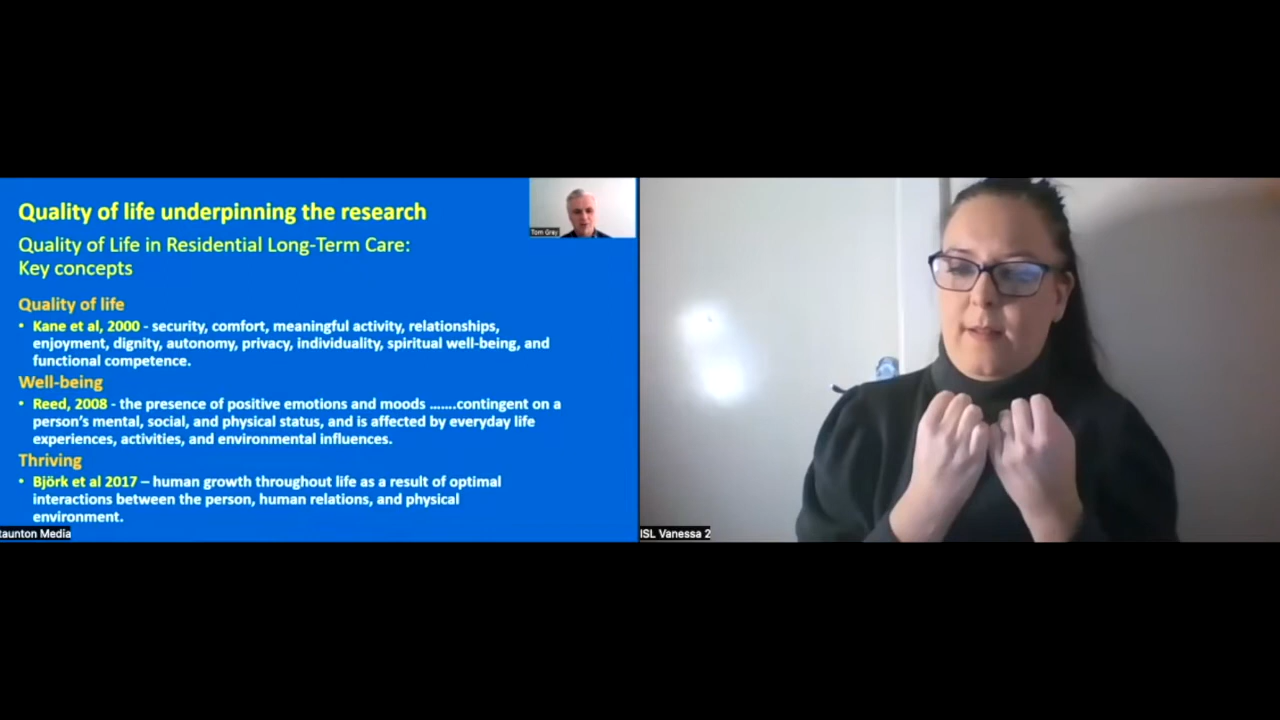 Quality of life underpinning the research
Quality of Life in Residential Long-Term Care:
Key concepts
Quality of life
• Kane et al, 2000 - security, comfort, meaningful activity, relationships,
enjoyment, dignity, autonomy, privacy, individuality, spiritual well-being, and
functional competence.
Well-being
• Reed, 2008 - the presence of positive emotions and moods …….contingent on a
person’s mental, social, and physical status, and is affected by everyday life
experiences, activities, and environmental influences.
Thriving
• Björk et al 2017 – human growth throughout life as a result of optimal
interactions between the person, human relations, and physical
environment.
Tom Gray
taunton Media
ISL Vanessa 2